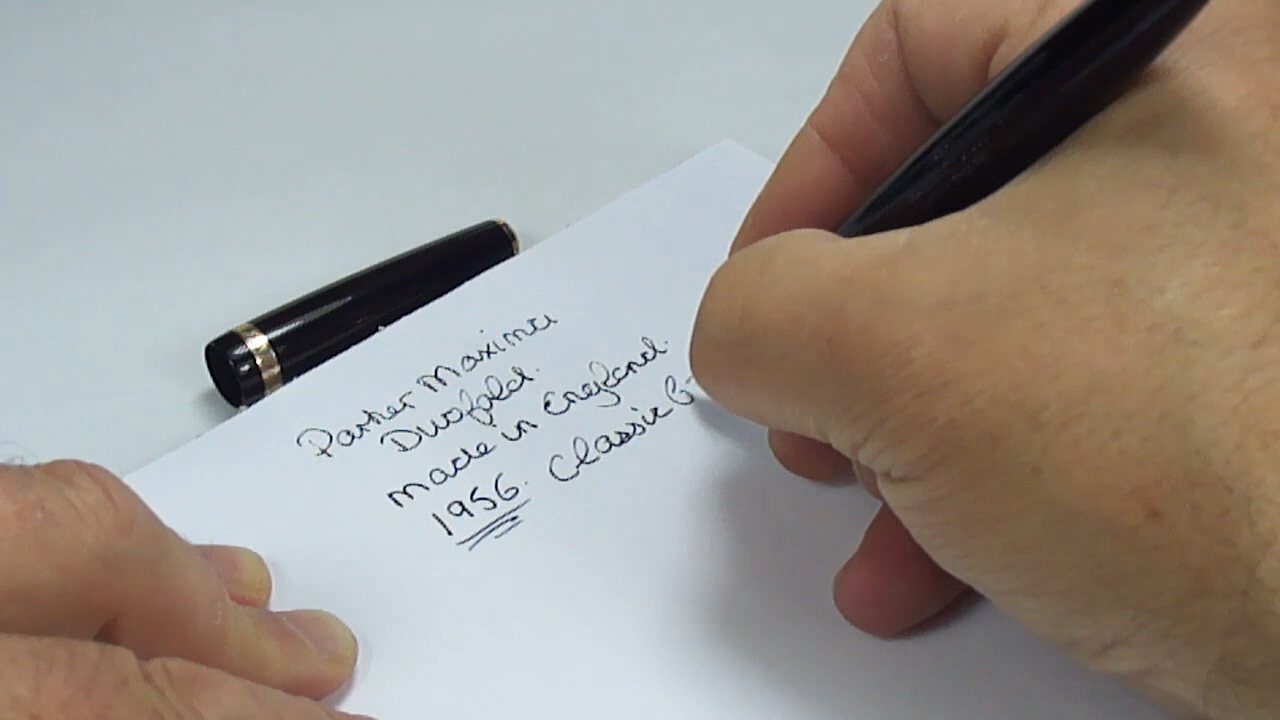 Parker Maxima
Duofold.
made in England.
1956. Classic